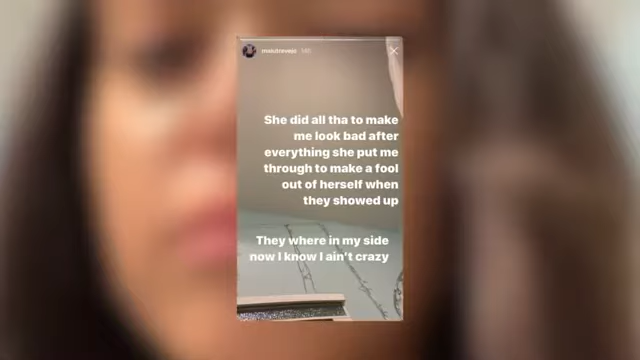 She did all tha to make
me look bad after
everything she put me
through to make a fool
out of herself when
they showed up
They where in my side
now I know I ain't crazy